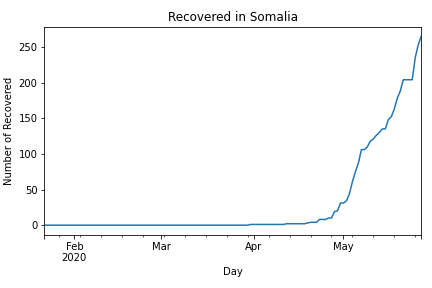 Recovered in Somalia
Number of Recovered
250
200
150
100
50
0
Feb
2020
Mar
Apr
May
Day